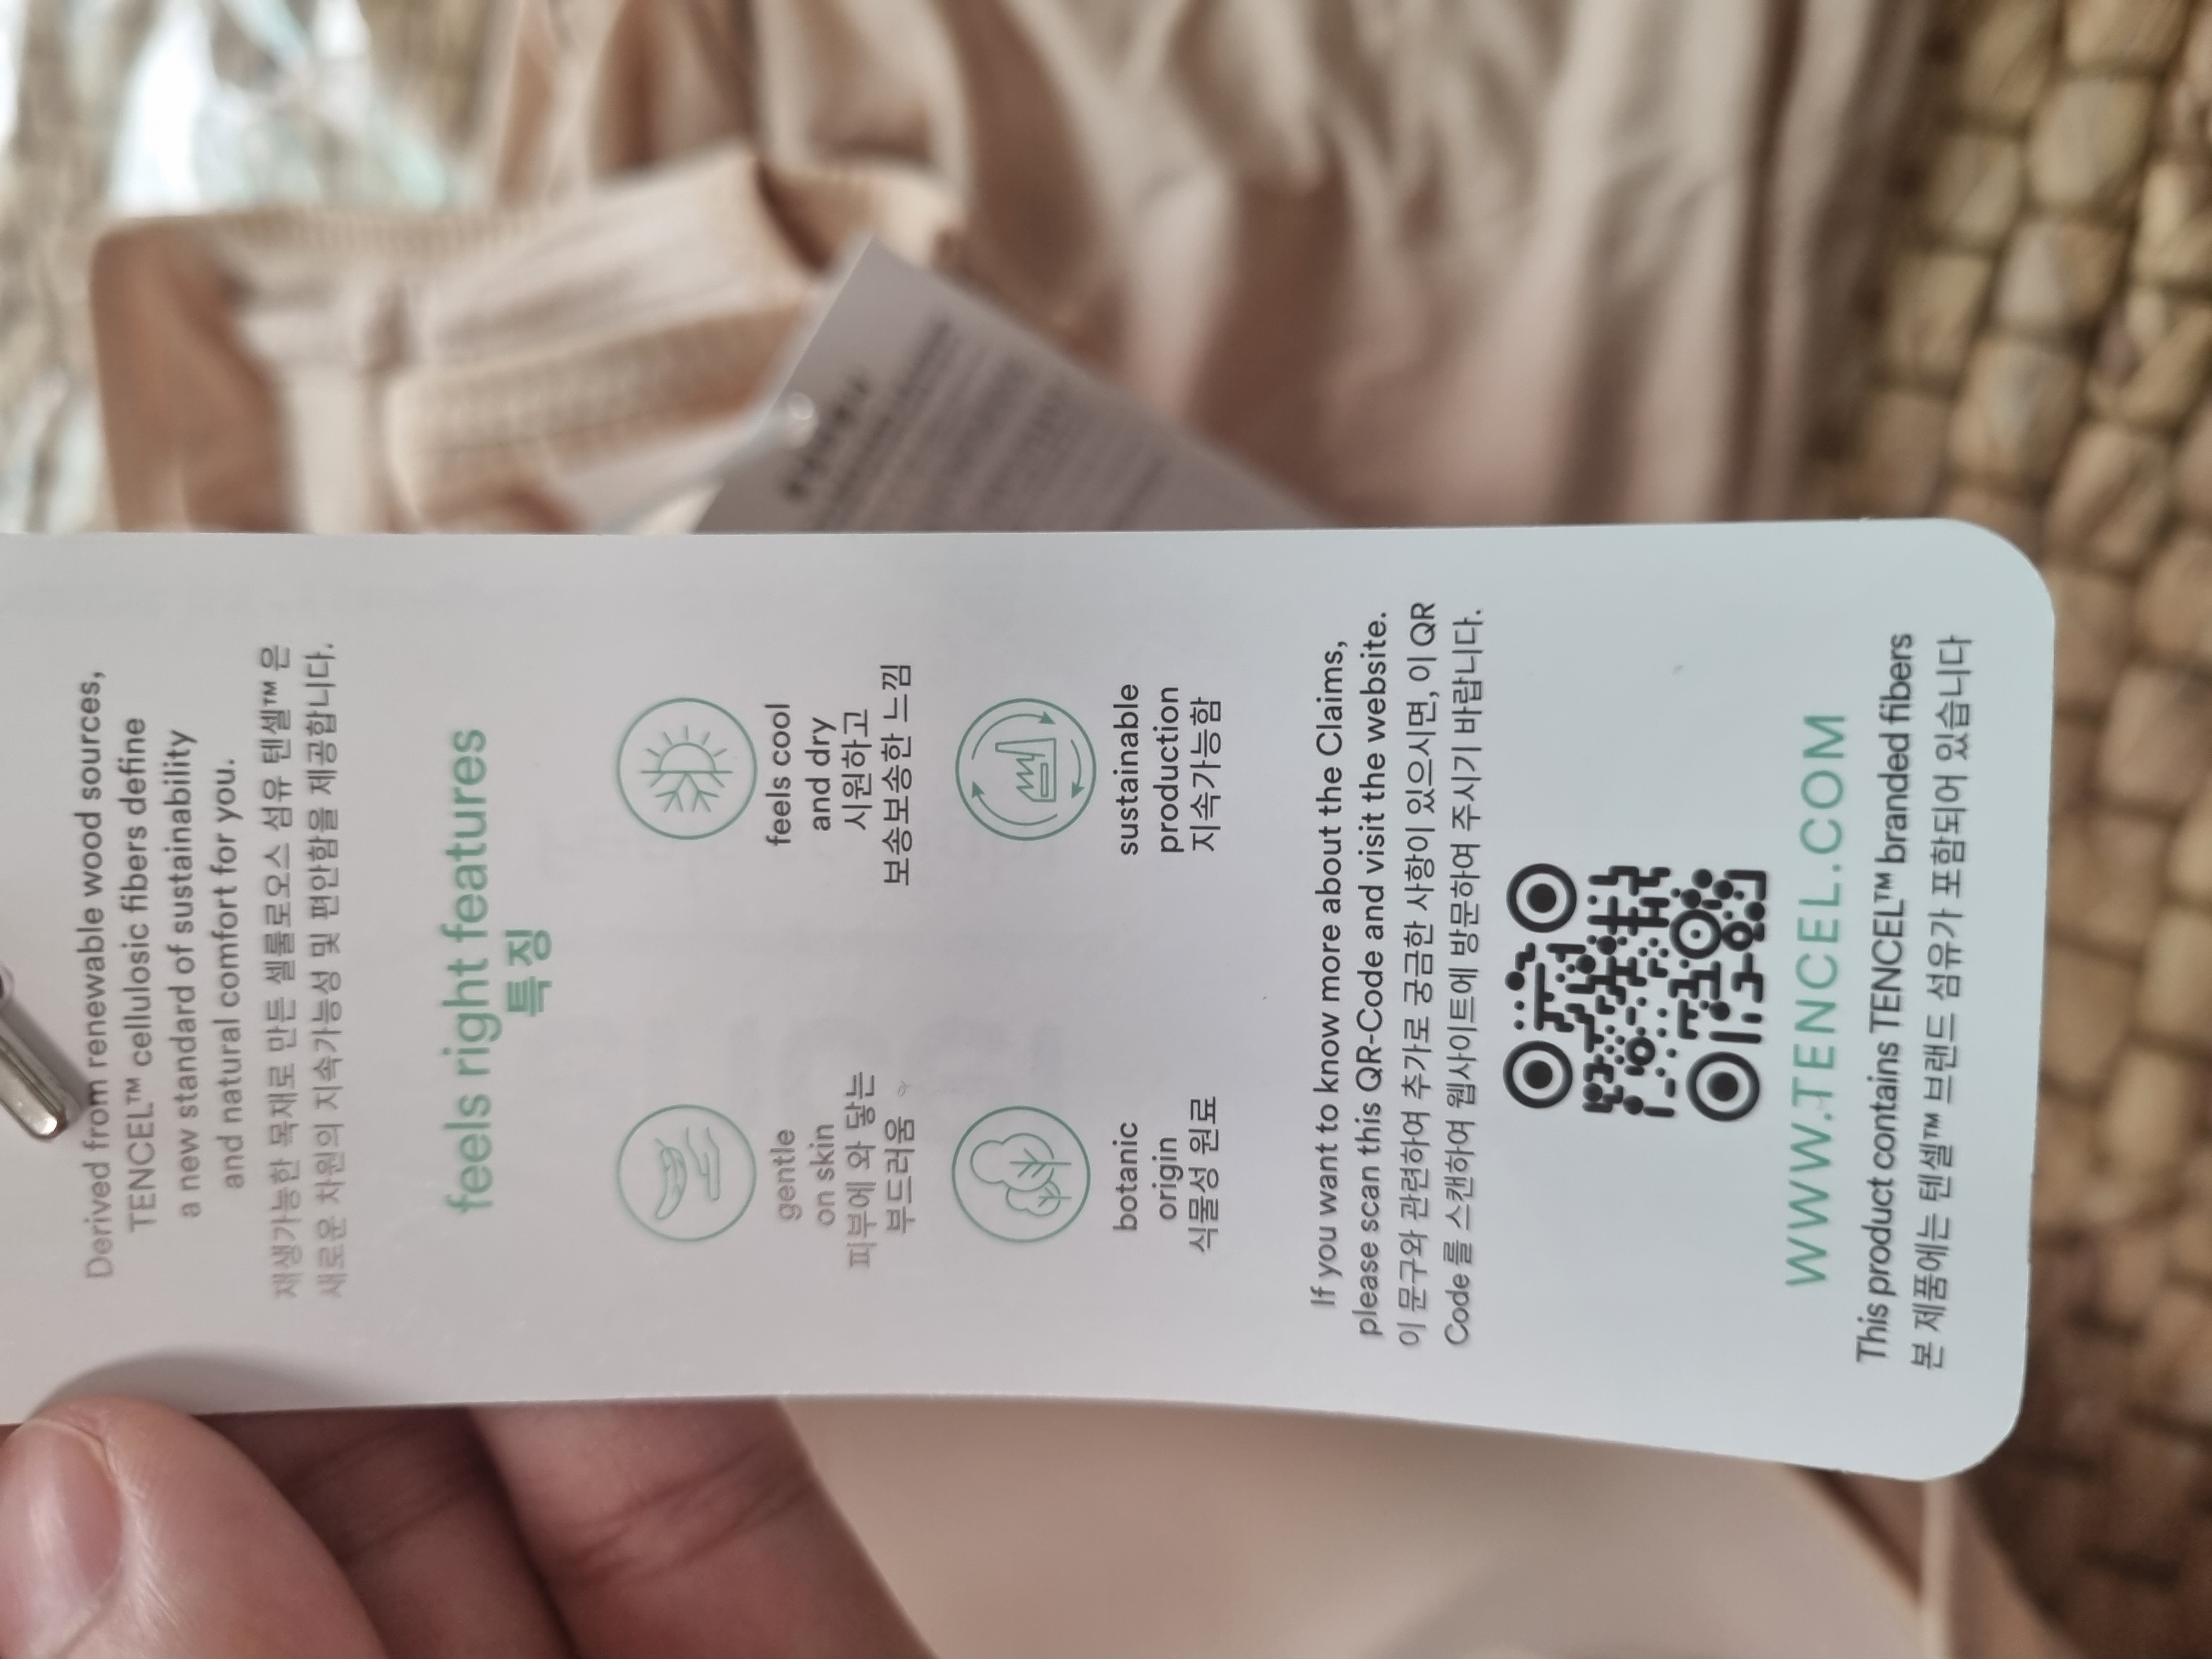 Derived from renewable wood sources,
TENCEL™ cellulosic fibers define
a new standard of sustainability
and natural comfort for you.
재생가능한 목재로 만든 셀룰로오스 섬유 텐셀™ 은
새로운 차원의 지속가능성 및 편안함을 제공합니다.
feels right features
특징
gentle
on skin
피부에 와 닿는
부드러움
feels cool
and dry
시원하고
보송보송한 느낌
botanic
origin
식물성 원료
sustainable
production
지속가능함
If you want to know more about the Claims,
please scan this QR-Code and visit the website.
이 문구와 관련하여 추가로 궁금한 사항이 있으시면, 이 QR
Code 를 스캔하여 웹사이트에 방문하여 주시기 바랍니다.
WWW.TENCEL.COM
This product contains TENCEL™ branded fibers
본 제품에는 텐셀™ 브랜드 섬유가 포함되어 있습니다